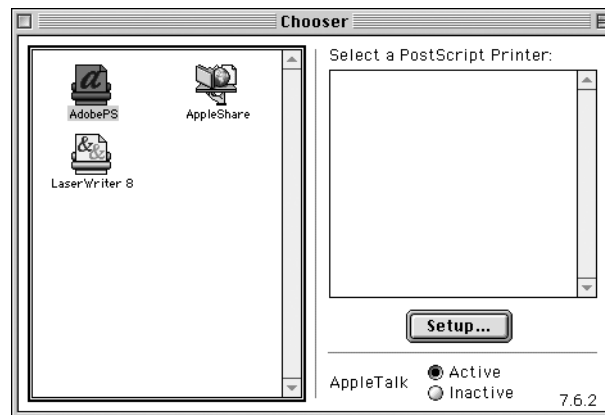 Chooser
Select a PostScript Printer:
AdobePS
AppleShare
LaserWriter 8
Setup...
AppleTalk
Active
Inactive
7.6.2